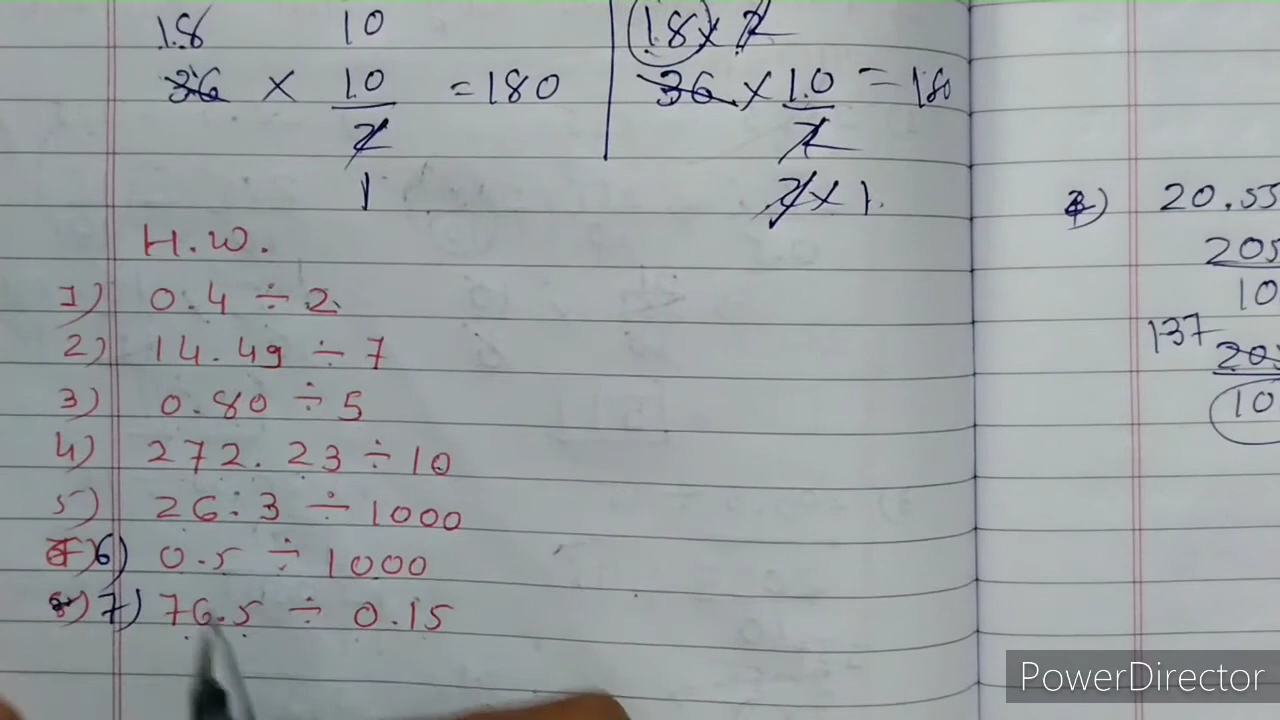 18 10
36 × 10 = 180
2
1
18 × 2
36 × 10 = 180
2
2 × 1
H.W.
1) 0.4 ÷ 2
2) 14.49 ÷ 7
3) 0.80 ÷ 5
4) 272.23 ÷ 10
5) 26.3 ÷ 1000
6) 0.5 ÷ 1000
7) 76.5 ÷ 0.15
20.55
205
10
137
10
PowerDirector